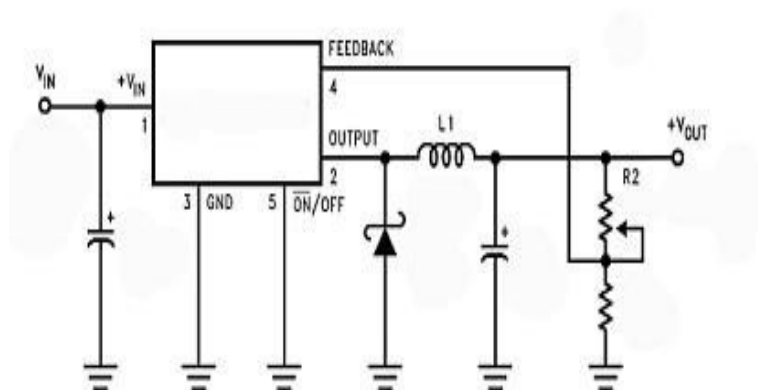 FEEDBACK
VIN
+VIN
4
1
L1
+VOUT
OUTPUT
2
R2
3 GND
5 ON/OFF
+
+